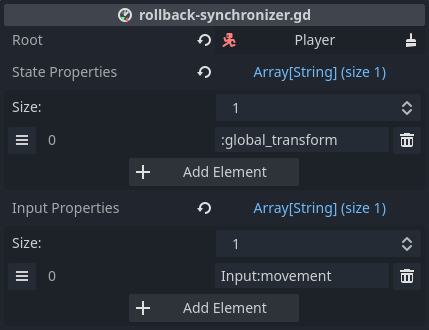 rollback-synchronizer.gd
Root Player
State Properties Array[String] (size 1)
Size: 1
0 :global_transform
Add Element
Input Properties Array[String] (size 1)
Size: 1
0 Input:movement
Add Element